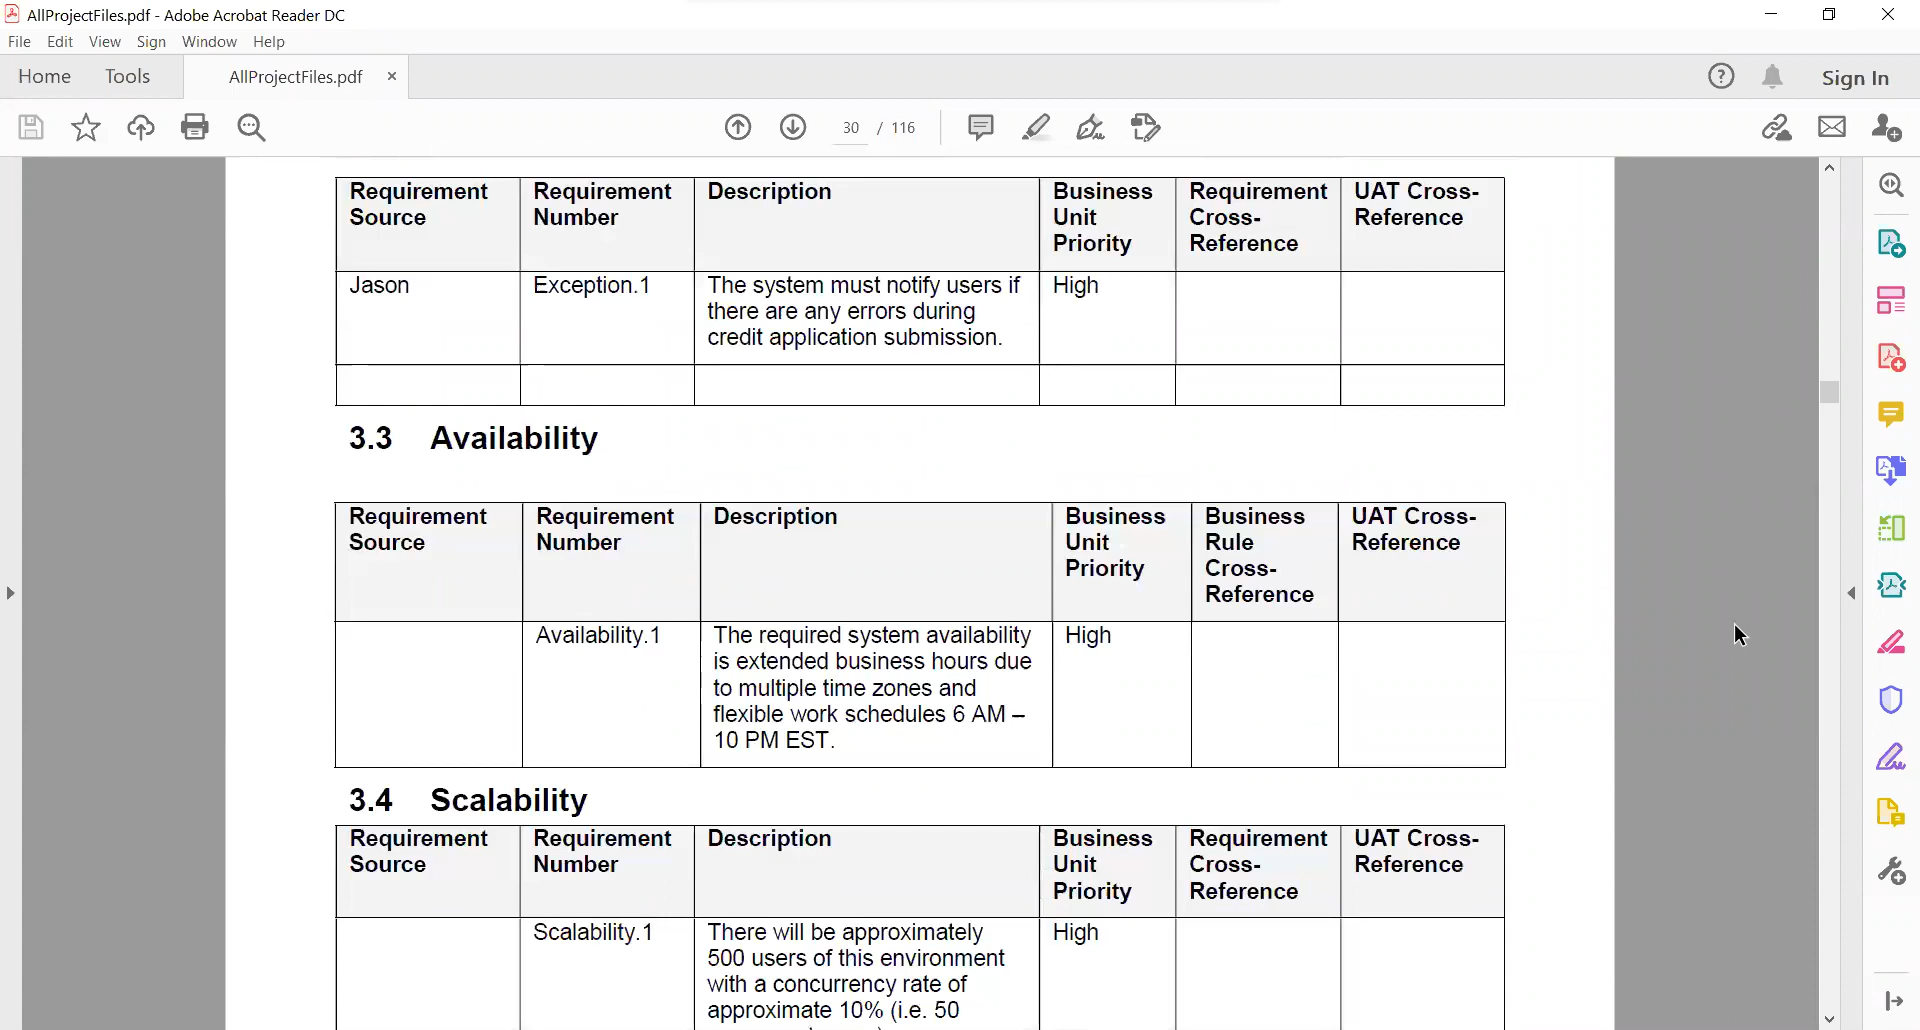 AllProjectFiles.pdf - Adobe Acrobat Reader DC
File Edit View Sign Window Help
Home Tools AllProjectFiles.pdf × Sign In
30 / 116
Requirement Source Requirement Number Description Business Unit Priority Requirement Cross-Reference UAT Cross-Reference
Jason Exception.1 The system must notify users if there are any errors during credit application submission. High
3.3 Availability
Requirement Source Requirement Number Description Business Unit Priority Business Rule Cross-Reference UAT Cross-Reference
Availability.1 The required system availability is extended business hours due to multiple time zones and flexible work schedules 6 AM – 10 PM EST. High
3.4 Scalability
Requirement Source Requirement Number Description Business Unit Priority Requirement Cross-Reference UAT Cross-Reference
Scalability.1 There will be approximately 500 users of this environment with a concurrency rate of approximate 10% (i.e. 50 High